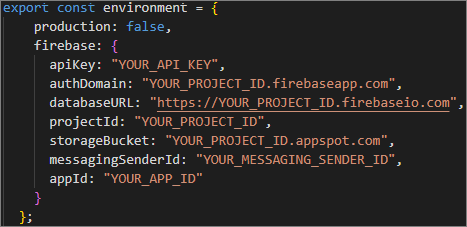 export const environment = {
production: false,
firebase: {
apiKey: "YOUR_API_KEY",
authDomain: "YOUR_PROJECT_ID.firebaseapp.com",
databaseURL: "https://YOUR_PROJECT_ID.firebaseio.com",
projectId: "YOUR_PROJECT_ID",
storageBucket: "YOUR_PROJECT_ID.appspot.com",
messagingSenderId: "YOUR_MESSAGING_SENDER_ID",
appId: "YOUR_APP_ID"
}
};